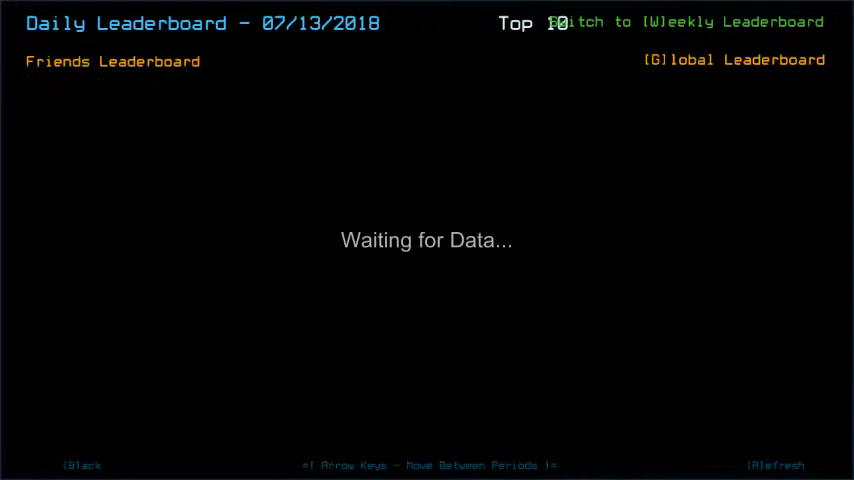 Daily Leaderboard - 07/13/2018 Top 10 Switch to [W]eekly Leaderboard
Friends Leaderboard [G]lobal Leaderboard
Waiting for Data...
[B]ack =[ Arrow Keys - Move Between Periods ]= [R]efresh